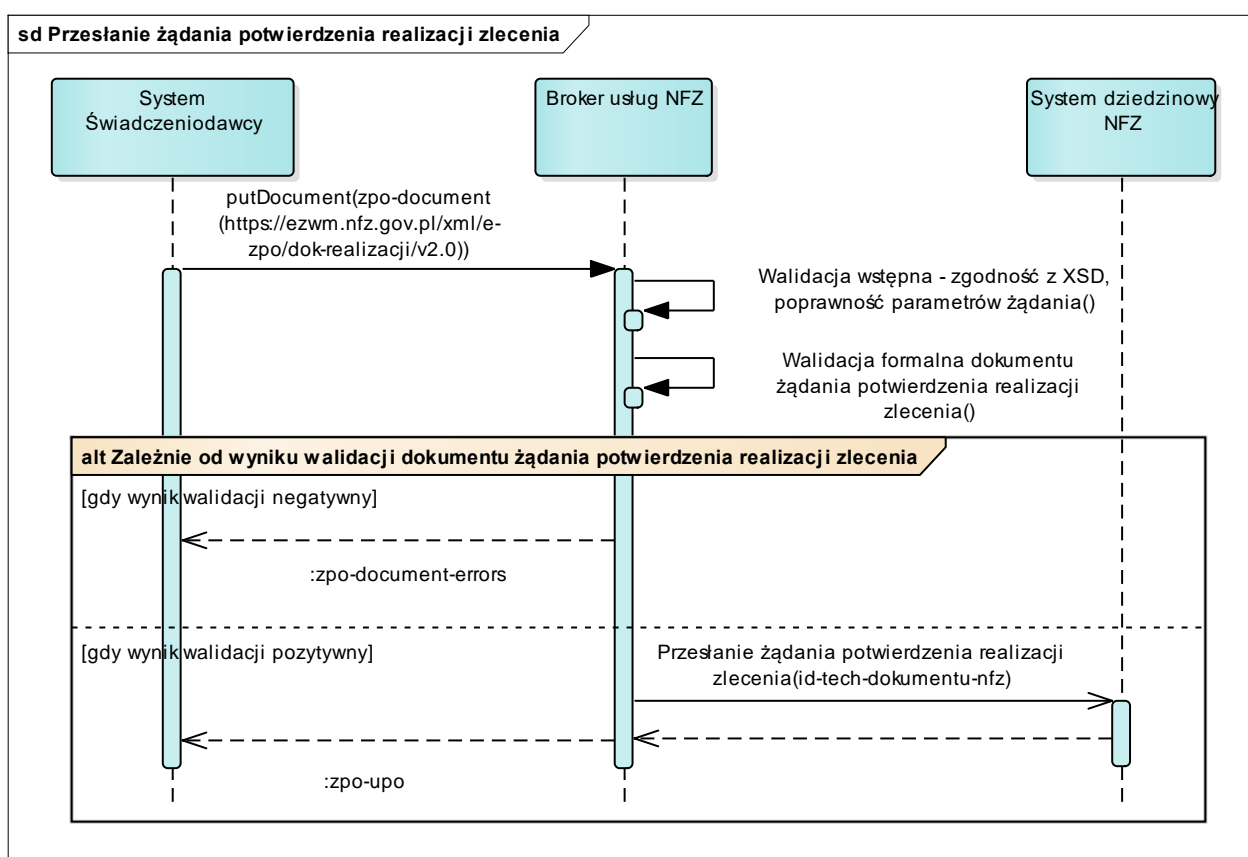 sd Przesłanie żądania potwierdzenia realizacji zlecenia
System
Świadczeniodawcy
Broker usług NFZ
System dziedzinowy
NFZ
putDocument(zpo-document
(https://ezwm.nfz.gov.pl/xml/e-
zpo/dok-realizacji/v2.0))
Walidacja wstępna - zgodność z XSD,
poprawność parametrów żądania()
Walidacja formalna dokumentu
żądania potwierdzenia realizacji
zlecenia()
alt Zależnie od wyniku walidacji dokumentu żądania potwierdzenia realizacji zlecenia
[gdy wynik walidacji negatywny]
:zpo-document-errors
[gdy wynik walidacji pozytywny]
Przesłanie żądania potwierdzenia realizacji
zlecenia(id-tech-dokumentu-nfz)
:zpo-upo